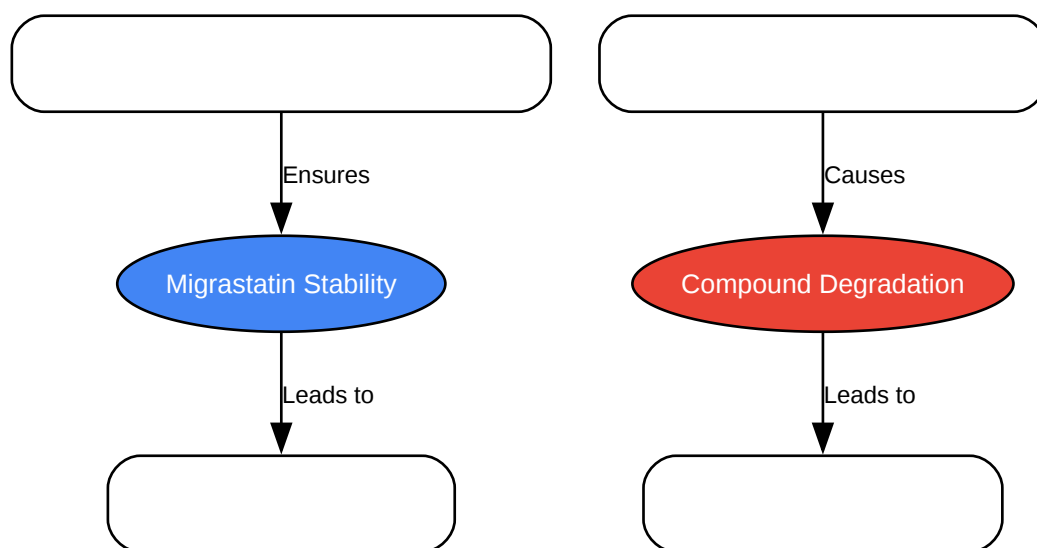 Ensures
Causes
Migrastatin Stability
Compound Degradation
Leads to
Leads to